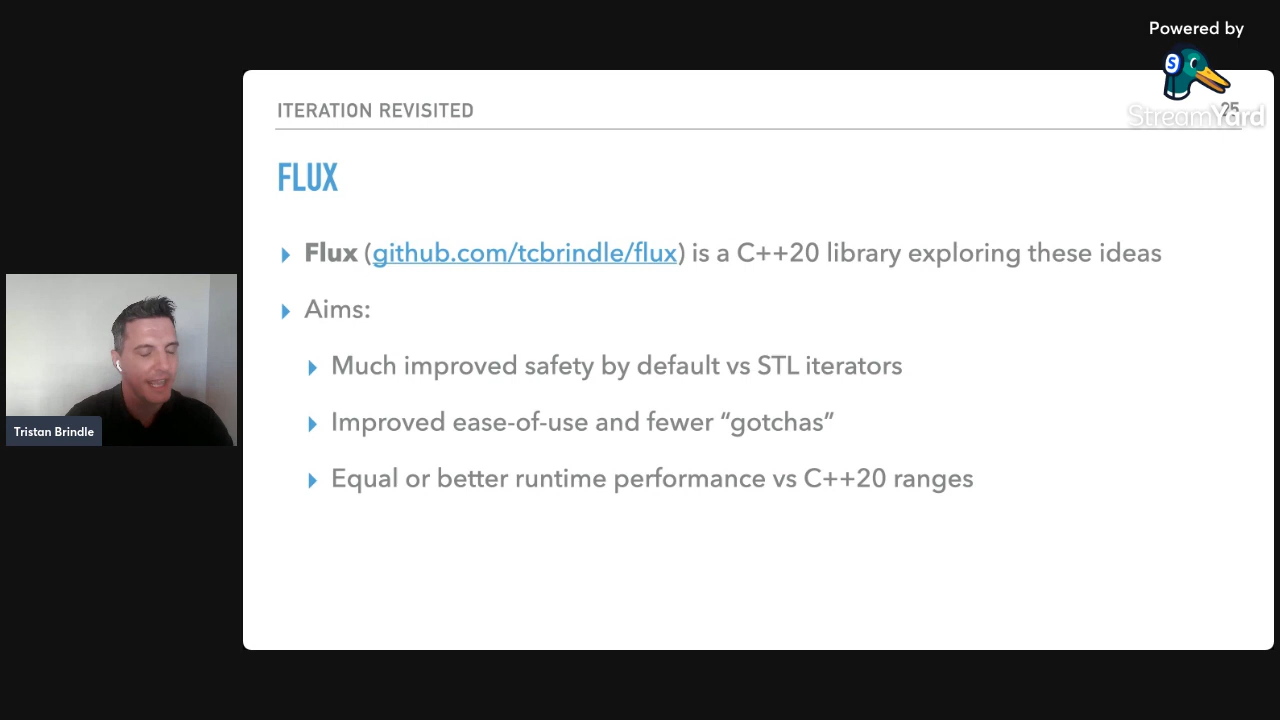 Powered by
S
StreamYard
ITERATION REVISITED
25
FLUX
Flux (github.com/tcbrindle/flux) is a C++20 library exploring these ideas
Aims:
Much improved safety by default vs STL iterators
Improved ease-of-use and fewer “gotchas”
Equal or better runtime performance vs C++20 ranges
Tristan Brindle